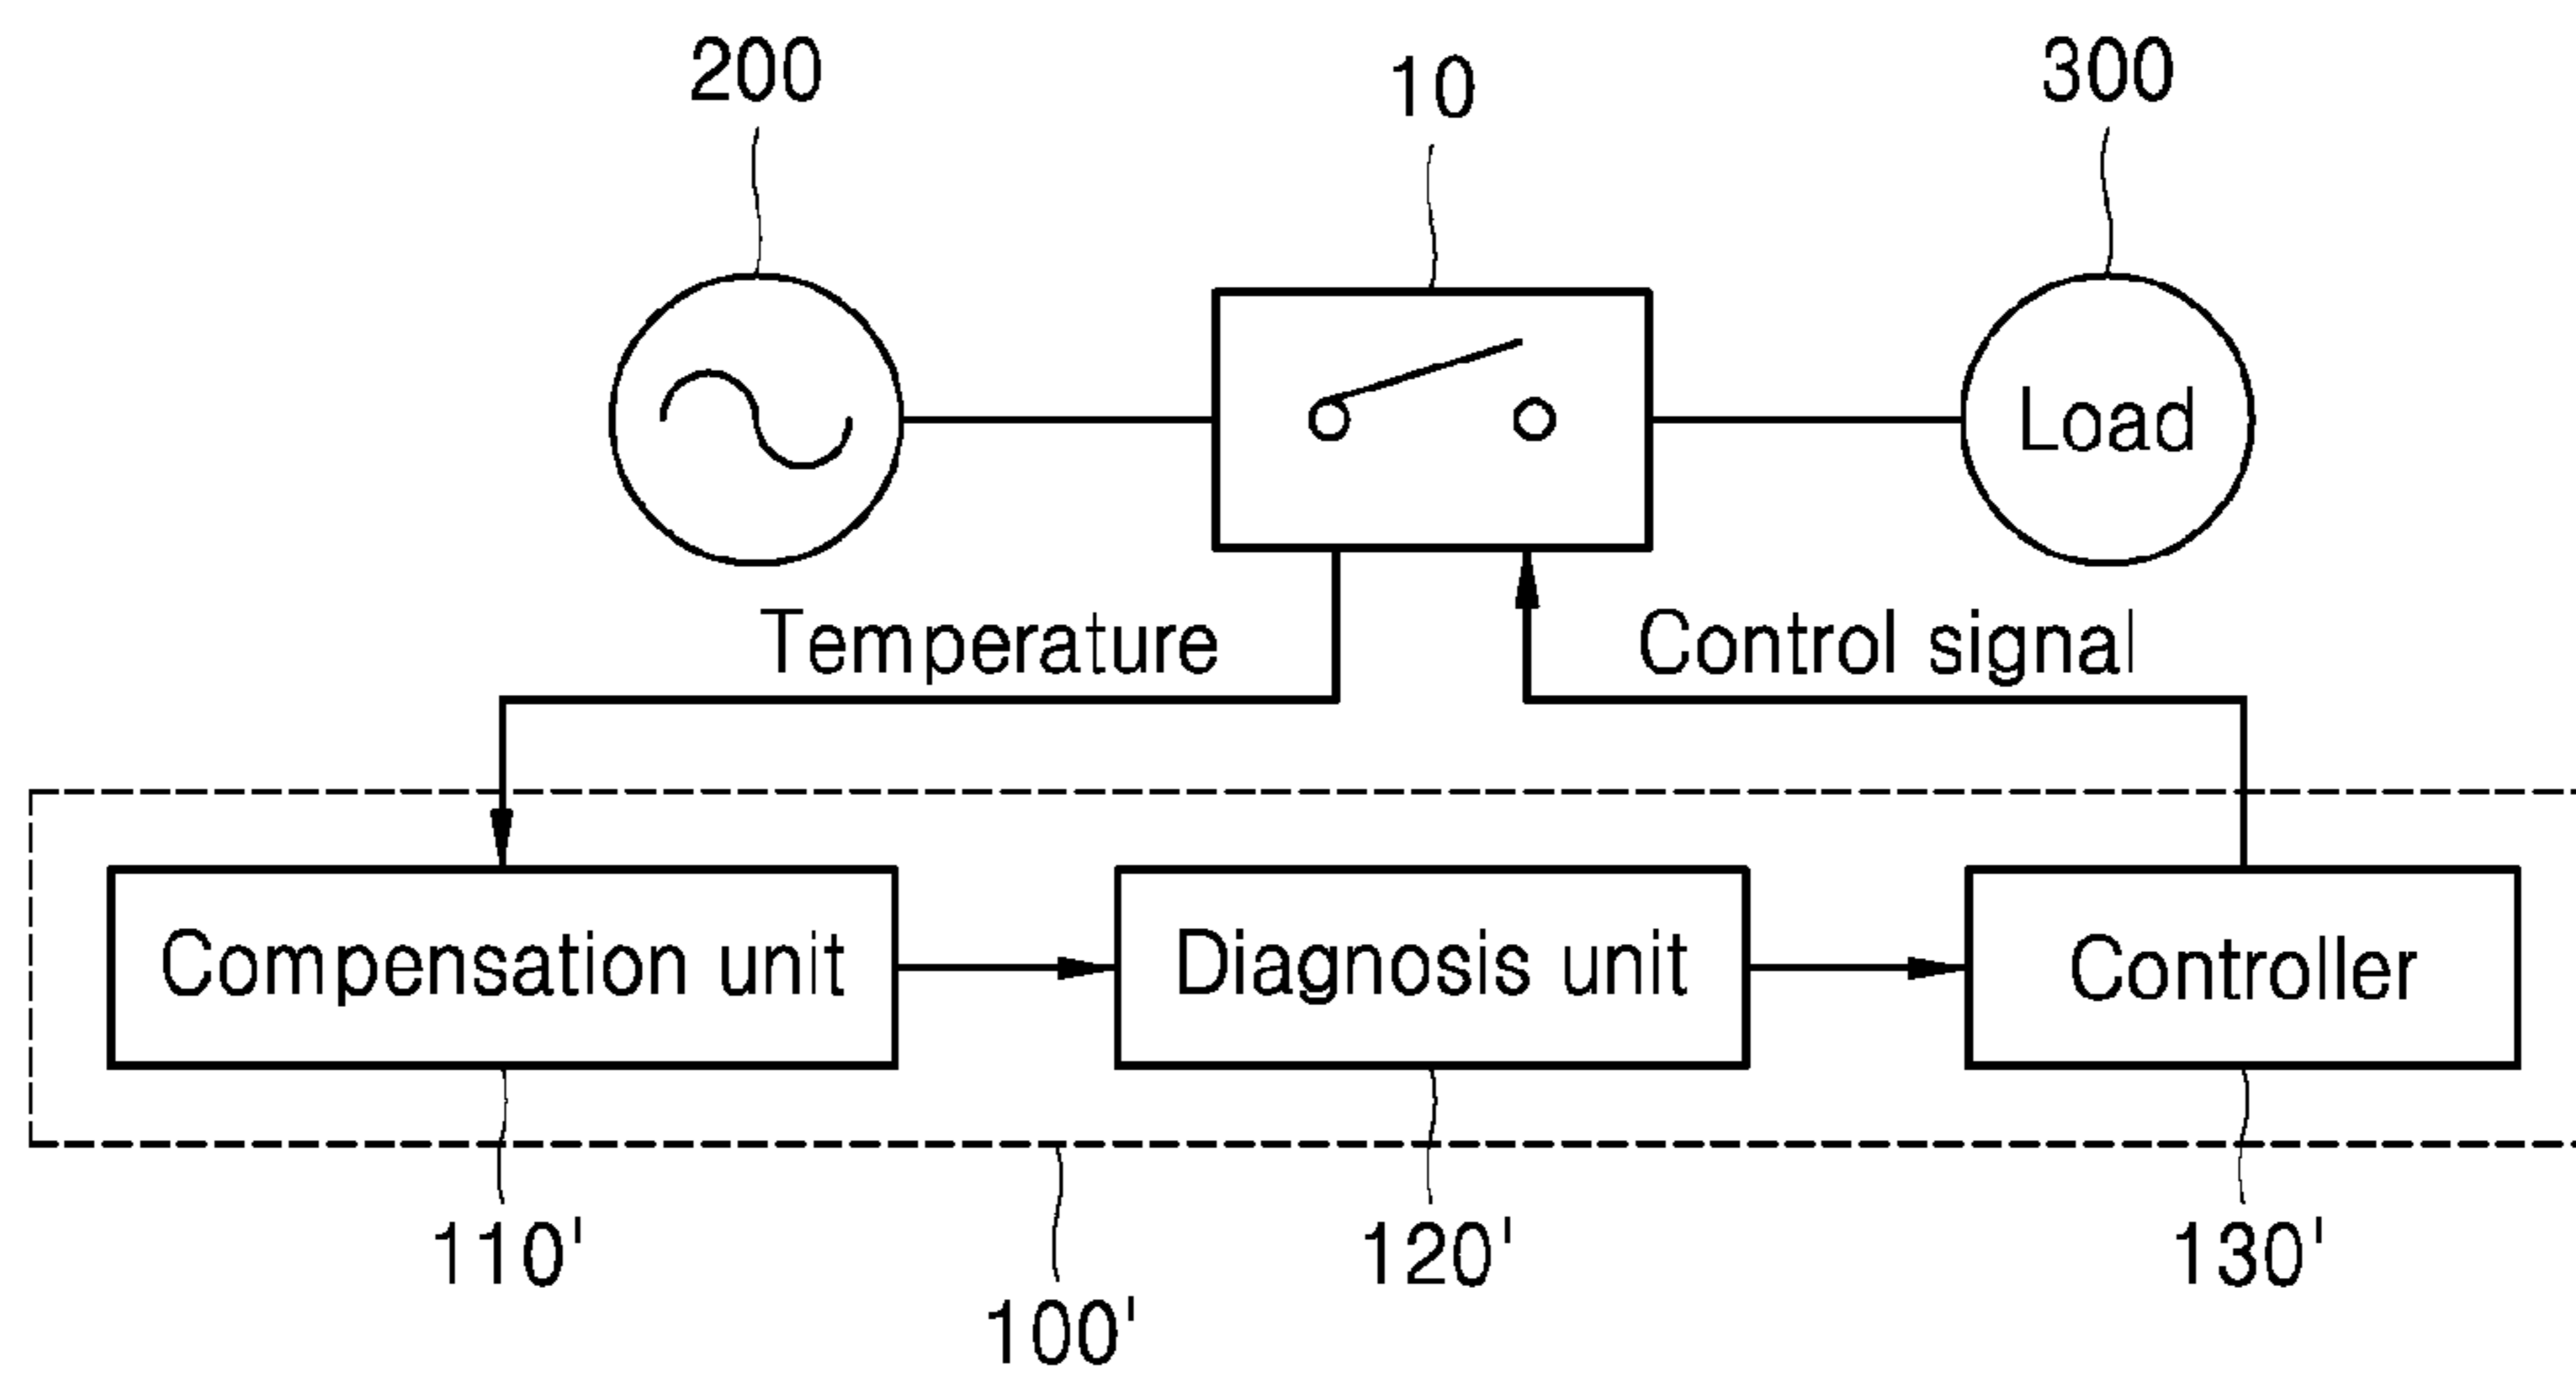 200
10
300
Load
Temperature
Control signal
Compensation unit
Diagnosis unit
Controller
110'
120'
130'
100'